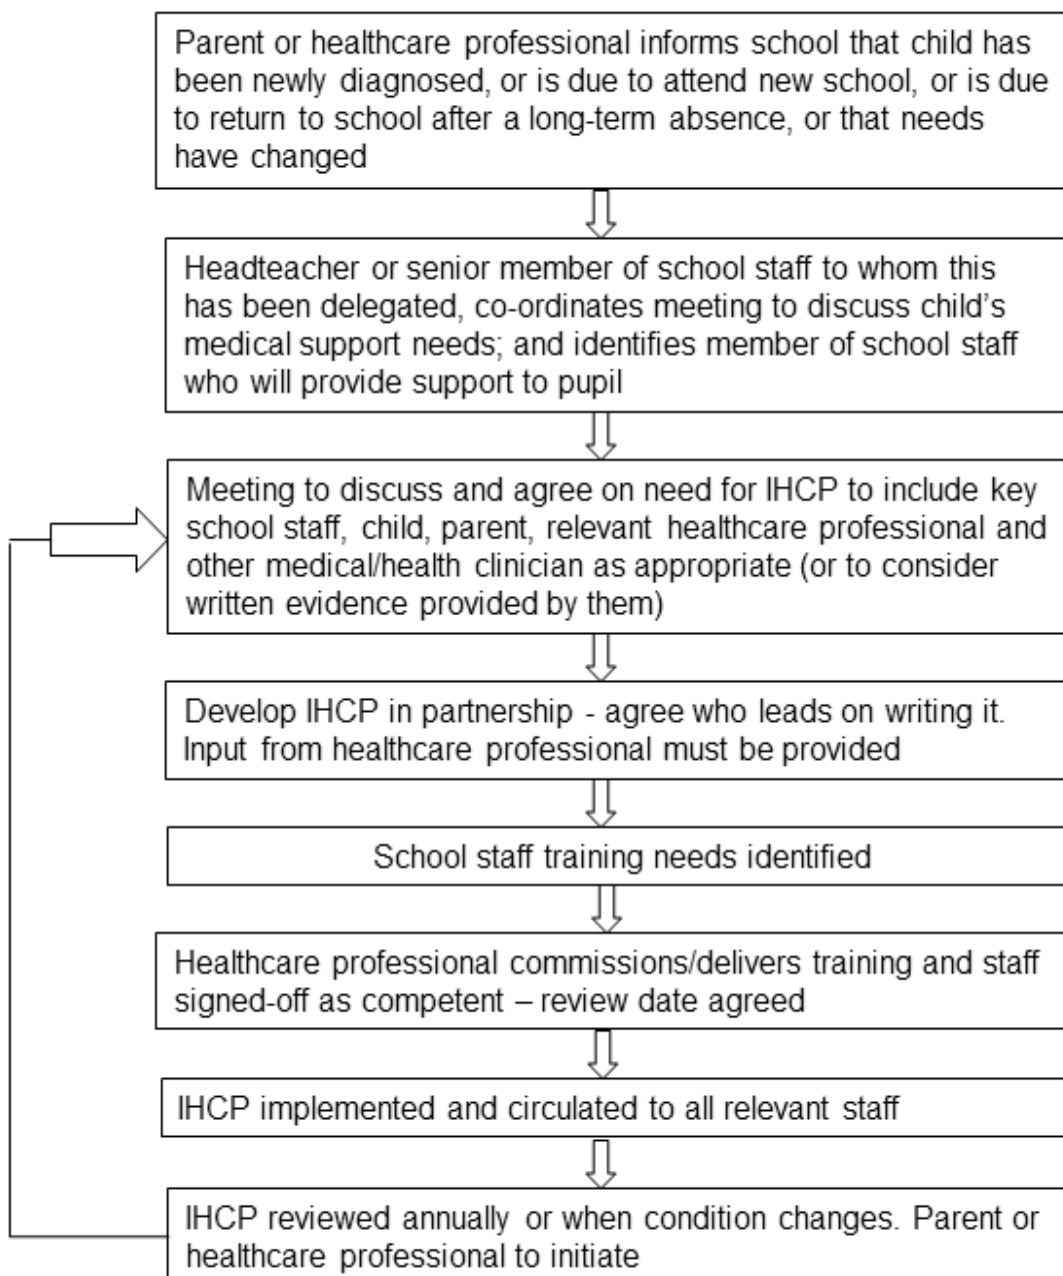 Parent or healthcare professional informs school that child has
been newly diagnosed, or is due to attend new school, or is due
to return to school after a long-term absence, or that needs
have changed
Headteacher or senior member of school staff to whom this
has been delegated, co-ordinates meeting to discuss child's
medical support needs; and identifies member of school staff
who will provide support to pupil
Meeting to discuss and agree on need for IHCP to include key
school staff, child, parent, relevant healthcare professional and
other medical/health clinician as appropriate (or to consider
written evidence provided by them)
Develop IHCP in partnership - agree who leads on writing it.
Input from healthcare professional must be provided
School staff training needs identified
Healthcare professional commissions/delivers training and staff
signed-off as competent – review date agreed
IHCP implemented and circulated to all relevant staff
IHCP reviewed annually or when condition changes. Parent or
healthcare professional to initiate